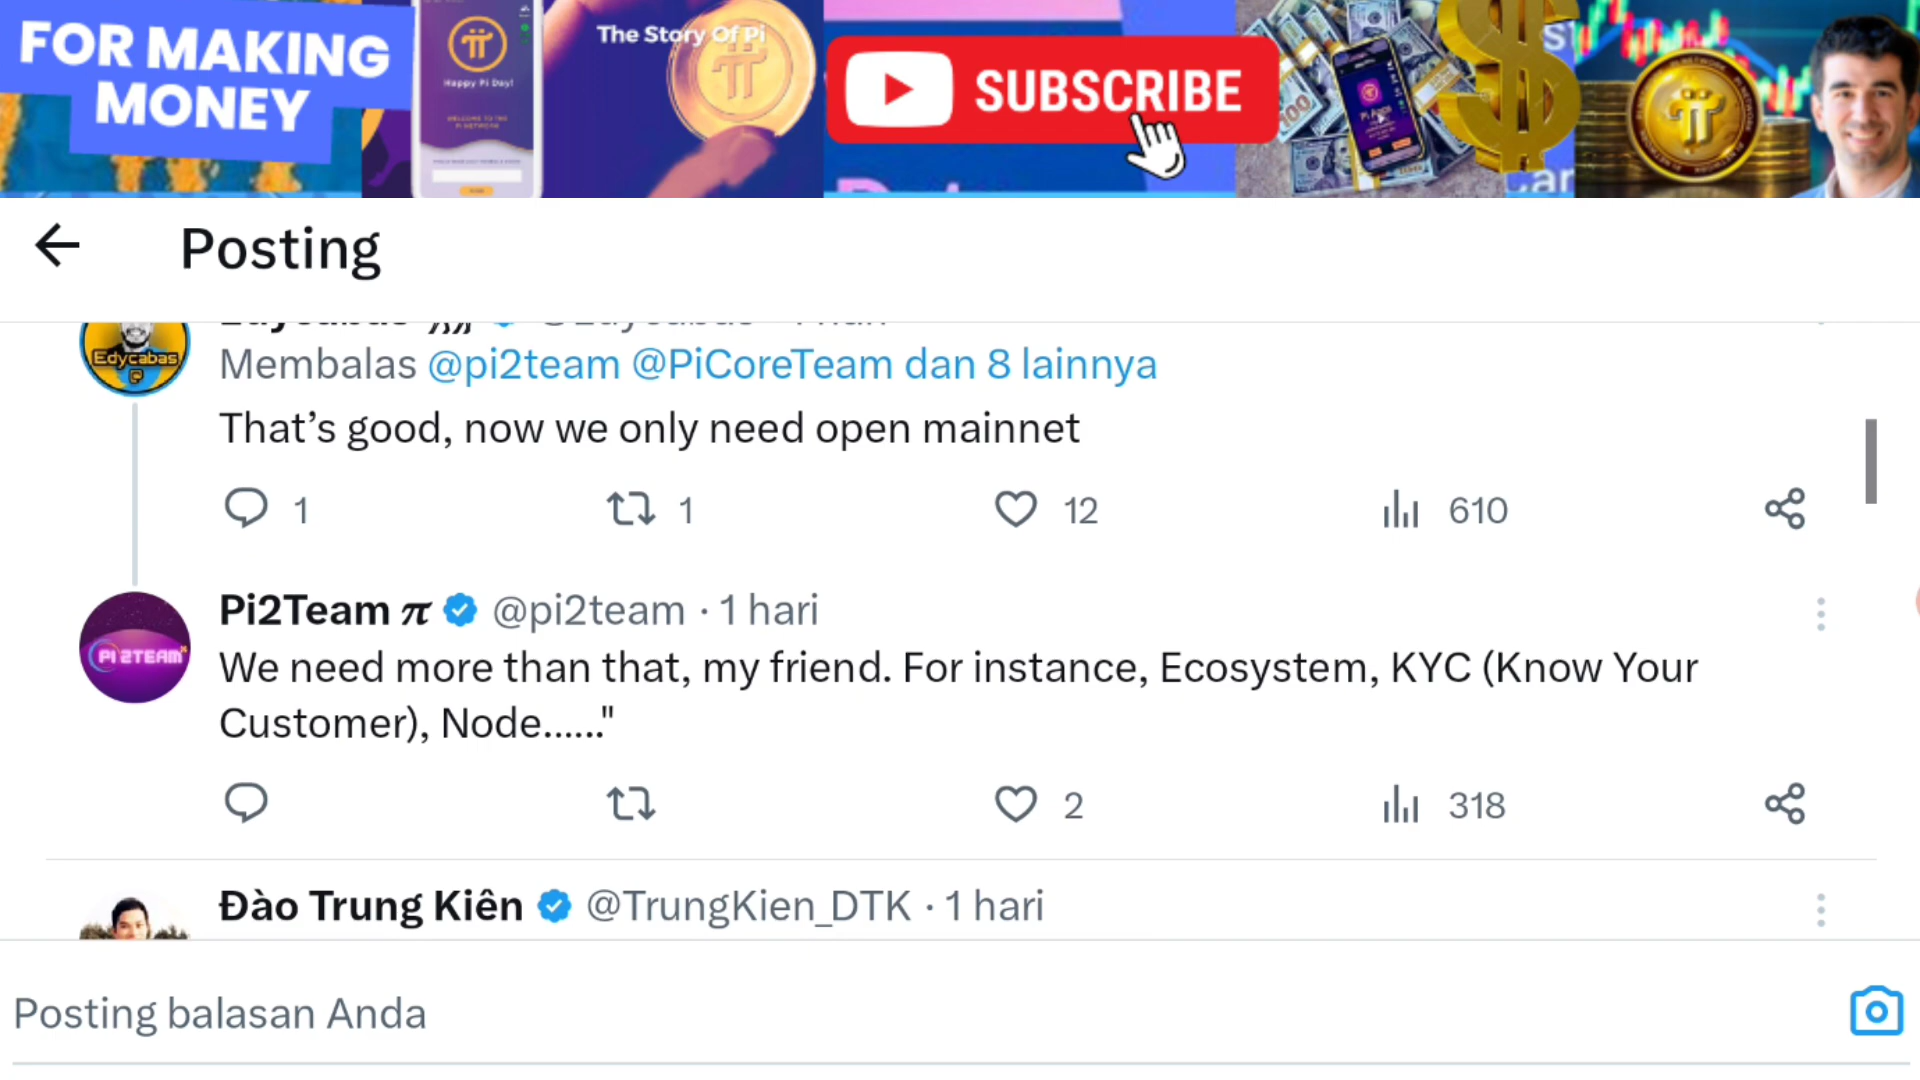 FOR MAKING
MONEY
Happy Pi Day!
The Story Of Pi
SUBSCRIBE
100
Posting
Edycabas
Membalas @pi2team @PiCoreTeam dan 8 lainnya
That’s good, now we only need open mainnet
1 1 12 610
Pi2Team π @pi2team · 1 hari
PI2TEAM
We need more than that, my friend. For instance, Ecosystem, KYC (Know Your
Customer), Node......"
2 318
Đào Trung Kiên @TrungKien_DTK · 1 hari
Posting balasan Anda